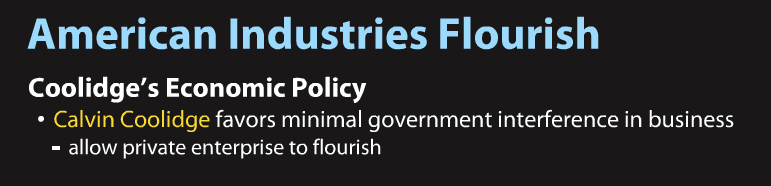 American Industries Flourish
Coolidge’s Economic Policy
• Calvin Coolidge favors minimal government interference in business
- allow private enterprise to flourish